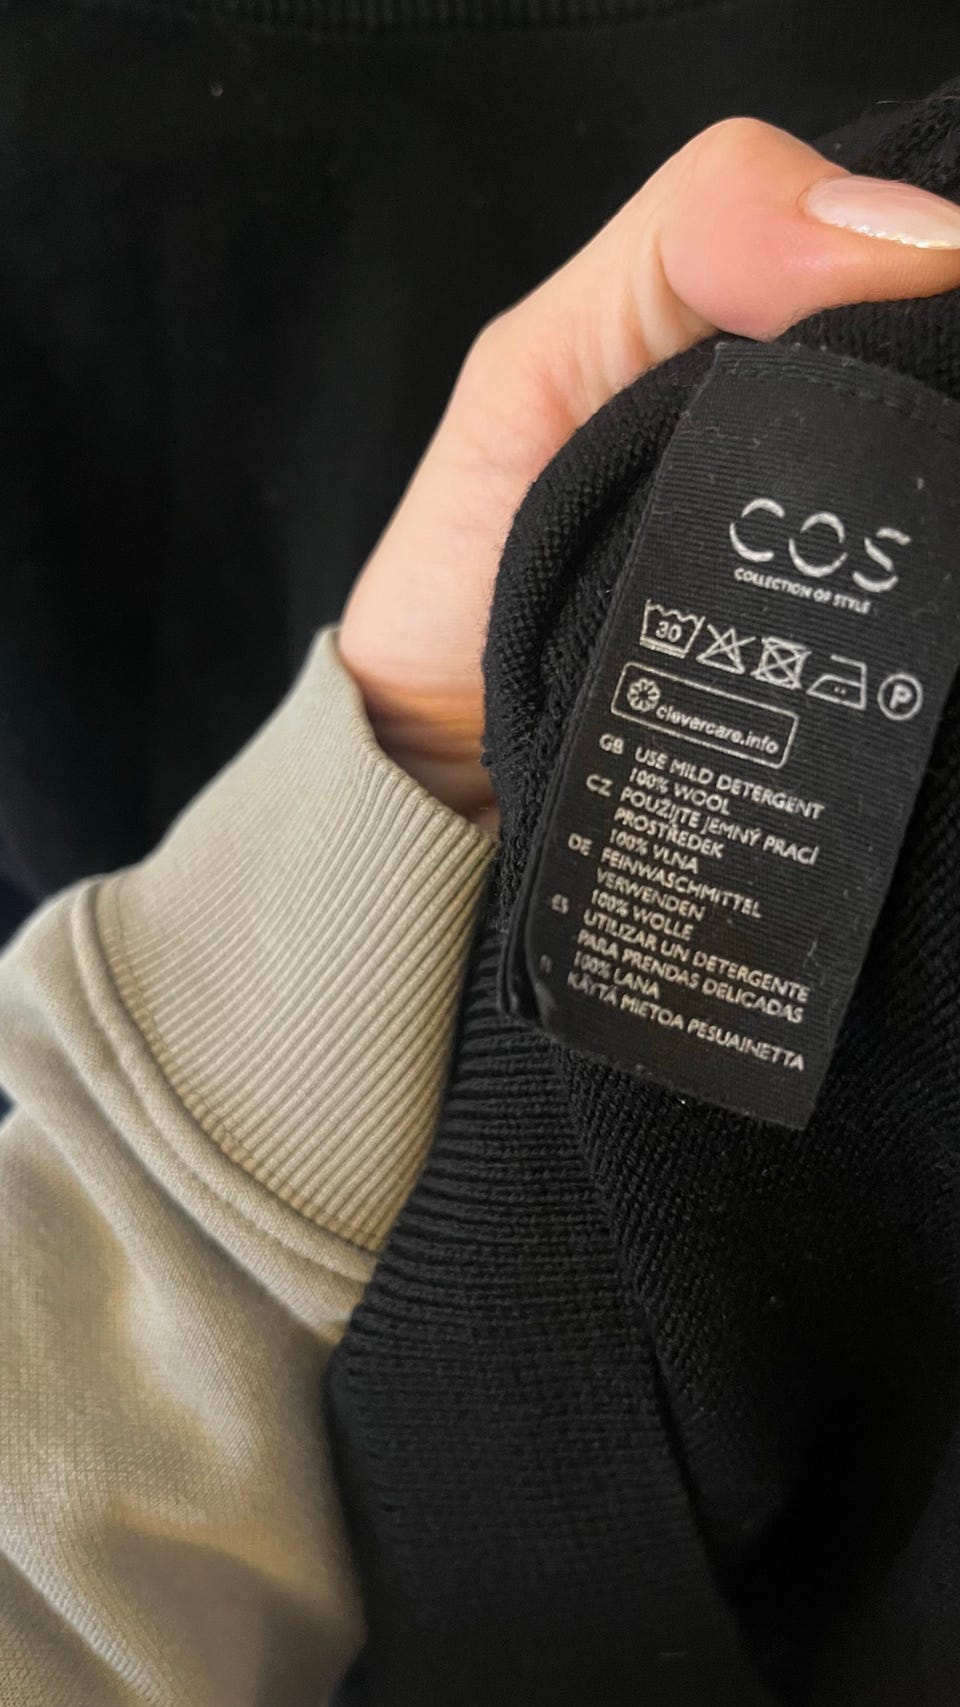 COS
COLLECTION OF STYLE
30
P
clevercare.info
GB USE MILD DETERGENT
100% WOOL
CZ POUŽIJTE JEMNÝ PRACÍ
PROSTŘEDEK
100% VLNA
DE FEINWASCHMITTEL
VERWENDEN
100% WOLLE
ES UTILIZAR UN DETERGENTE
PARA PRENDAS DELICADAS
100% LANA
FI KÄYTÄ MIETOA PESUAINETTA